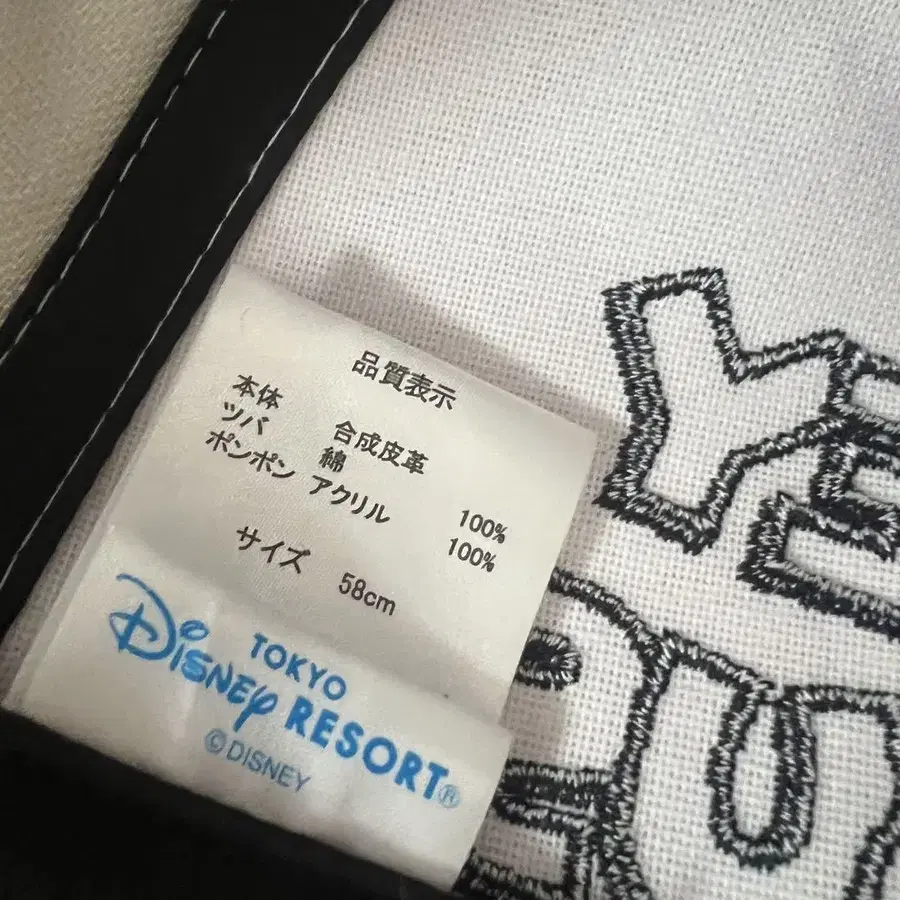 品質表示
本体 合成皮革
ツバ 綿 100%
ポンポン アクリル 100%
サイズ 58cm
TOKYO
DISNEY RESORT®
©DISNEY